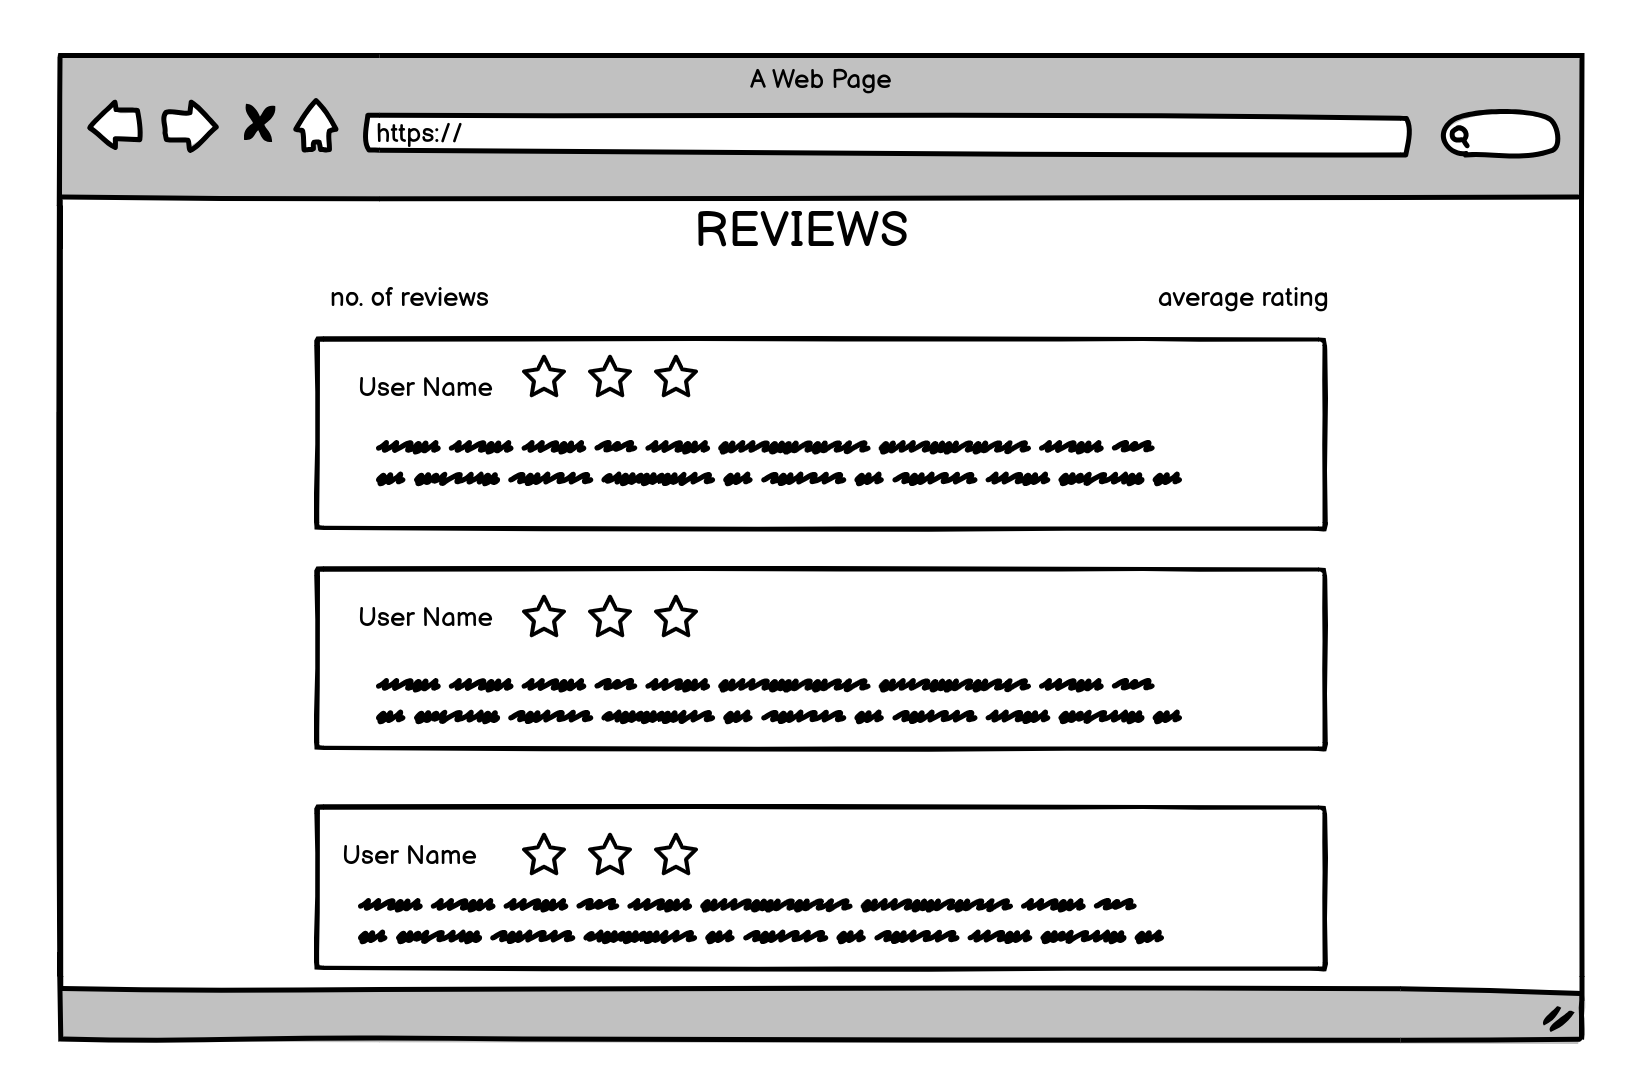 A Web Page
https://
REVIEWS
no. of reviews
average rating
User Name
User Name
User Name